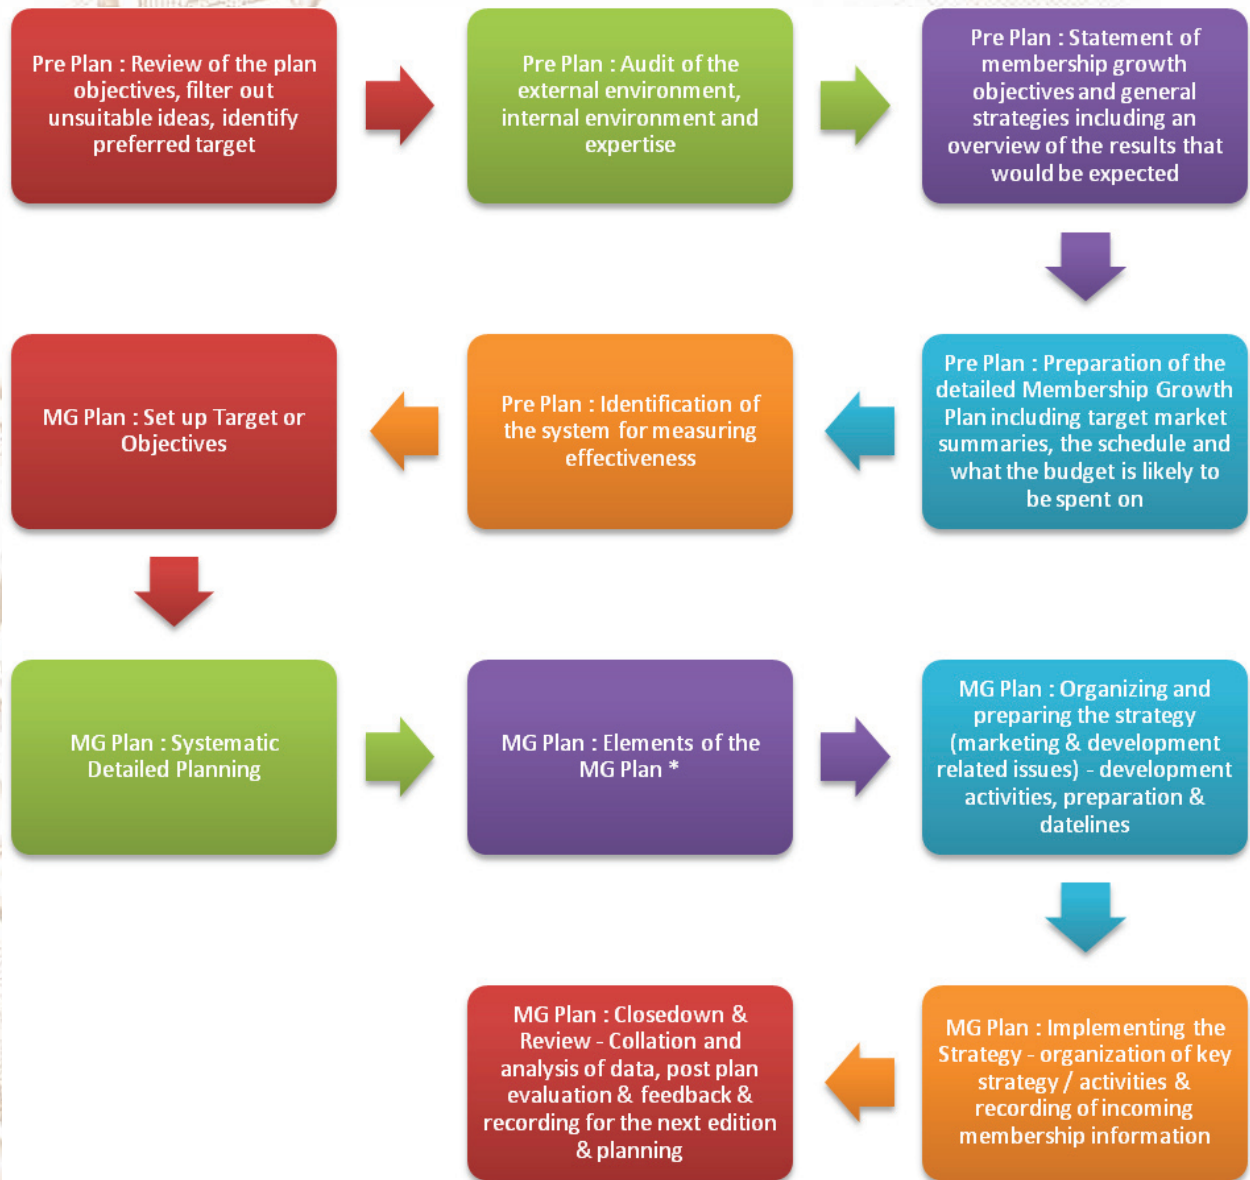 Pre Plan : Review of the plan
objectives, filter out
unsuitable ideas, identify
preferred target
Pre Plan : Audit of the
external environment,
internal environment and
expertise
Pre Plan : Statement of
membership growth
objectives and general
strategies including an
overview of the results that
would be expected
Pre Plan : Preparation of the
detailed Membership Growth
Plan including target market
summaries, the schedule and
what the budget is likely to
be spent on
Pre Plan : Identification of
the system for measuring
effectiveness
MG Plan : Set up Target or
Objectives
MG Plan : Systematic
Detailed Planning
MG Plan : Elements of the
MG Plan *
MG Plan : Organizing and
preparing the strategy
(marketing & development
related issues) - development
activities, preparation &
datelines
MG Plan : Implementing the
Strategy - organization of key
strategy / activities &
recording of incoming
membership information
MG Plan : Closedown &
Review - Collation and
analysis of data, post plan
evaluation & feedback &
recording for the next edition
& planning